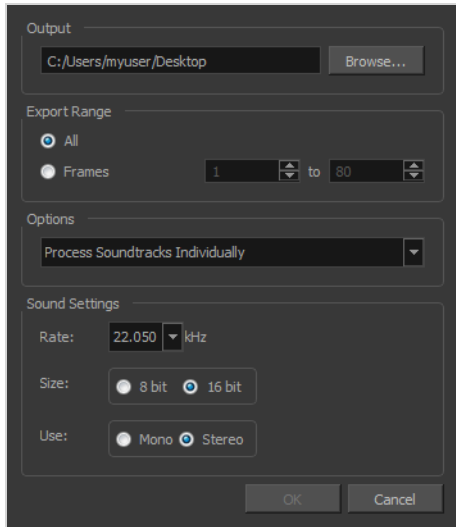 Output
C:/Users/myuser/Desktop Browse...
Export Range
All
Frames 1 to 80
Options
Process Soundtracks Individually
Sound Settings
Rate: 22.050 kHz
Size: 8 bit 16 bit
Use: Mono Stereo
OK Cancel